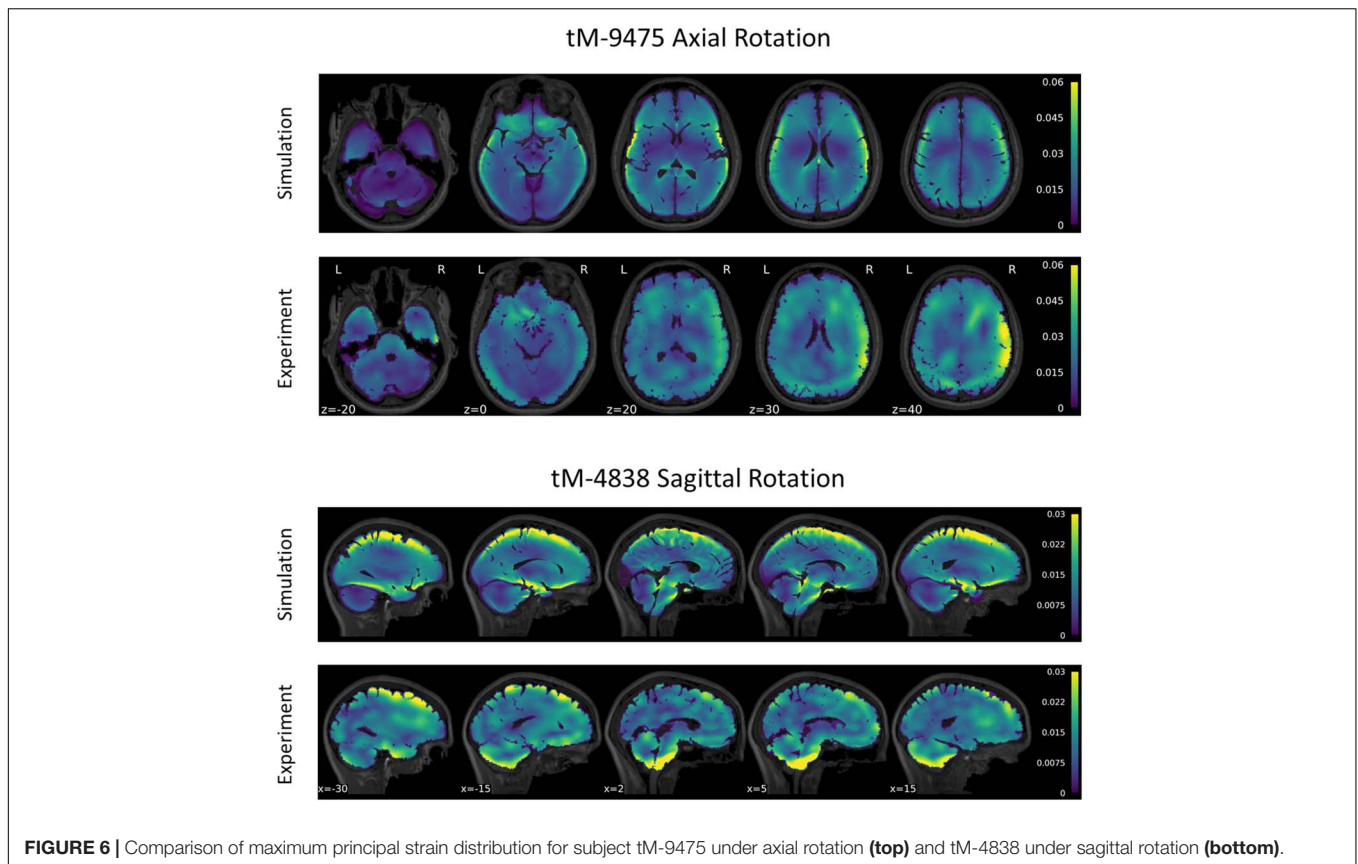 tM-9475 Axial Rotation
Simulation
0.06
0.045
0.03
0.015
0
Experiment
L R L R L R L R L R
0.06
0.045
0.03
0.015
0
z=-20 z=0 z=20 z=30 z=40
tM-4838 Sagittal Rotation
Simulation
0.03
0.022
0.015
0.0075
0
Experiment
0.03
0.022
0.015
0.0075
0
x=-30 x=-15 x=2 x=5 x=15
FIGURE 6 | Comparison of maximum principal strain distribution for subject tM-9475 under axial rotation (top) and tM-4838 under sagittal rotation (bottom).